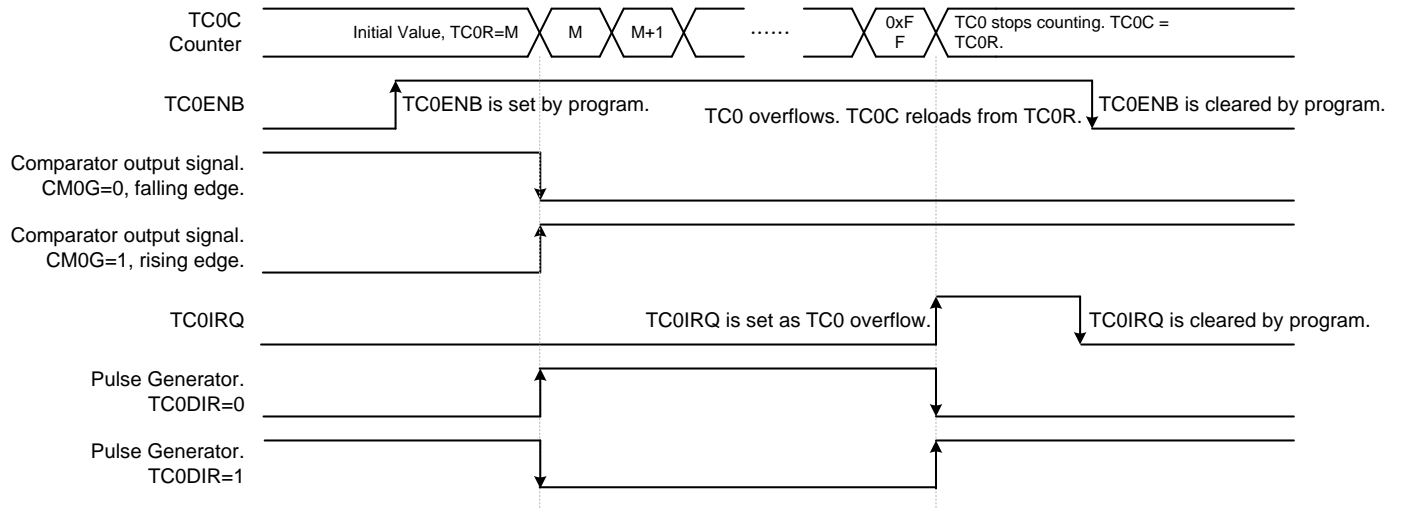 TC0C
Counter
Initial Value, TC0R=M
M
M+1
......
0xF
F
TC0 stops counting. TC0C =
TC0R.
TC0ENB
TC0ENB is set by program.
TC0 overflows. TC0C reloads from TC0R.
TC0ENB is cleared by program.
Comparator output signal.
CM0G=0, falling edge.
Comparator output signal.
CM0G=1, rising edge.
TC0IRQ
TC0IRQ is set as TC0 overflow.
TC0IRQ is cleared by program.
Pulse Generator.
TC0DIR=0
Pulse Generator.
TC0DIR=1